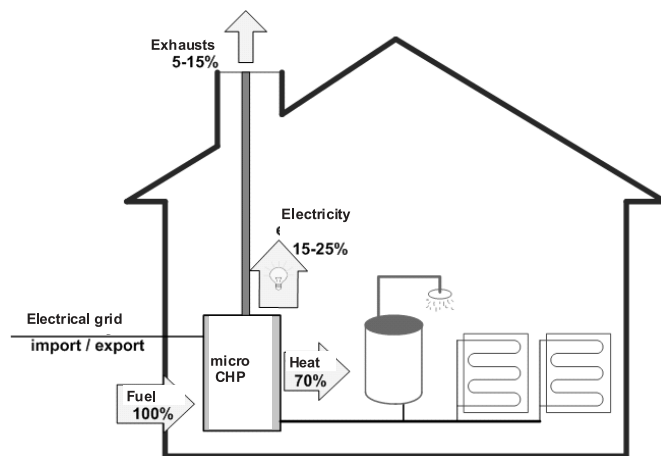 Exhausts
5-15%
Electricity
e
15-25%
Electrical grid
import / export
micro
CHP
Heat
70%
Fuel
100%